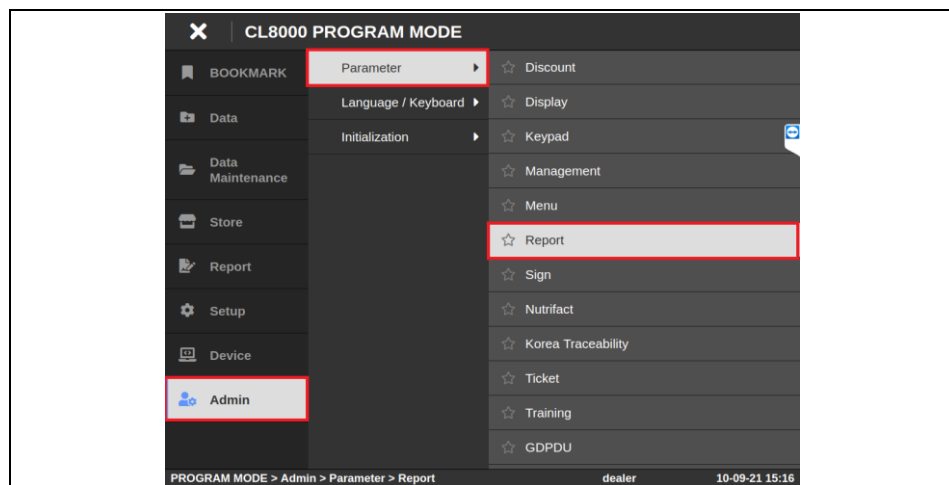 CL8000 PROGRAM MODE
BOOKMARK
Data
Data
Maintenance
Store
Report
Setup
Device
Admin
Parameter
Language / Keyboard
Initialization
Discount
Display
Keypad
Management
Menu
Report
Sign
Nutrifact
Korea Traceability
Ticket
Training
GDPDU
PROGRAM MODE > Admin > Parameter > Report dealer 10-09-21 15:16